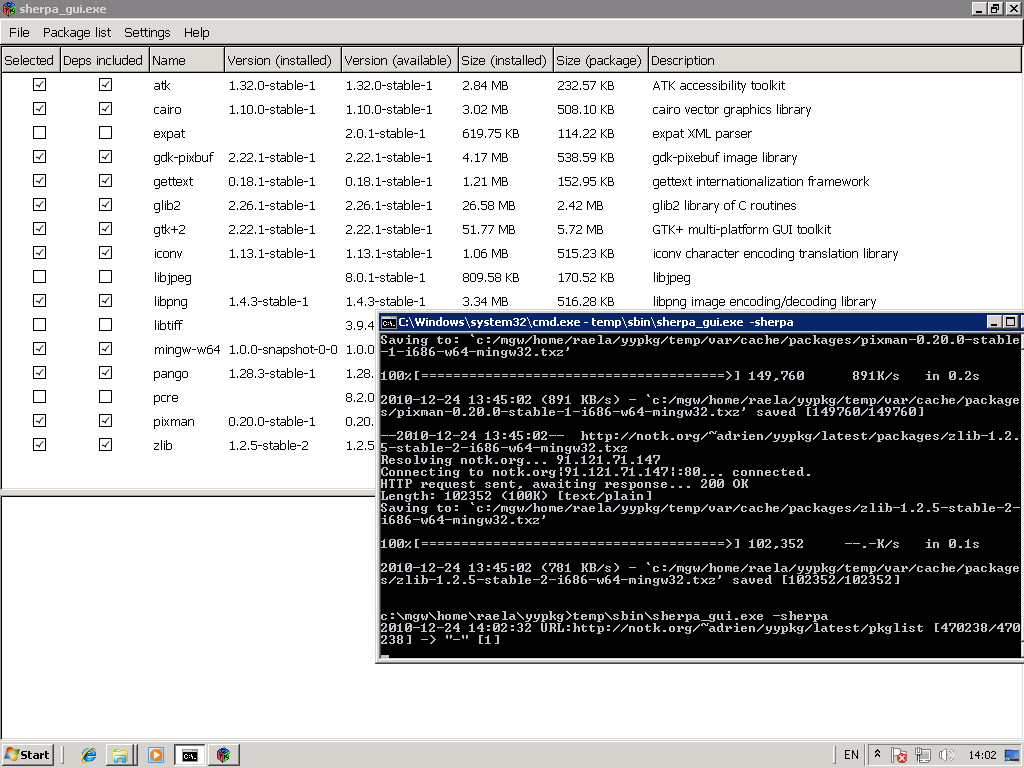 sherpa_gui.exe
File Package list Settings Help
Selected Deps included Name Version (installed) Version (available) Size (installed) Size (package) Description
atk 1.32.0-stable-1 1.32.0-stable-1 2.84 MB 232.57 KB ATK accessibility toolkit
cairo 1.10.0-stable-1 1.10.0-stable-1 3.02 MB 508.10 KB cairo vector graphics library
expat 2.0.1-stable-1 619.75 KB 114.22 KB expat XML parser
gdk-pixbuf 2.22.1-stable-1 2.22.1-stable-1 4.17 MB 538.59 KB gdk-pixebuf image library
gettext 0.18.1-stable-1 0.18.1-stable-1 1.21 MB 152.95 KB gettext internationalization framework
glib2 2.26.1-stable-1 2.26.1-stable-1 26.58 MB 2.42 MB glib2 library of C routines
gtk+2 2.22.1-stable-1 2.22.1-stable-1 51.77 MB 5.72 MB GTK+ multi-platform GUI toolkit
iconv 1.13.1-stable-1 1.13.1-stable-1 1.06 MB 515.23 KB iconv character encoding translation library
libjpeg 8.0.1-stable-1 809.58 KB 170.52 KB libjpeg
libpng 1.4.3-stable-1 1.4.3-stable-1 3.34 MB 516.28 KB libpng image encoding/decoding library
libtiff 3.9.4
mingw-w64 1.0.0-snapshot-0-0 1.0.0
pango 1.28.3-stable-1 1.28.
pcre 8.2.0
pixman 0.20.0-stable-1 0.20.
zlib 1.2.5-stable-2 1.2.5
C:\Windows\system32\cmd.exe - temp\sbin\sherpa_gui.exe -sherpa
Saving to: `c:/mgw/home/raela/yypkg/temp/var/cache/packages/pixman-0.20.0-stable
-1-i686-w64-mingw32.txz'
100%[======================================>] 149,760 891K/s in 0.2s
2010-12-24 13:45:02 (891 KB/s) - `c:/mgw/home/raela/yypkg/temp/var/cache/package
s/pixman-0.20.0-stable-1-i686-w64-mingw32.txz' saved [149760/149760]
--2010-12-24 13:45:02-- http://notk.org/~adrien/yypkg/latest/packages/zlib-1.2.
5-stable-2-i686-w64-mingw32.txz
Resolving notk.org... 91.121.71.147
Connecting to notk.org|91.121.71.147|:80... connected.
HTTP request sent, awaiting response... 200 OK
Length: 102352 (100K) [text/plain]
Saving to: `c:/mgw/home/raela/yypkg/temp/var/cache/packages/zlib-1.2.5-stable-2-
i686-w64-mingw32.txz'
100%[======================================>] 102,352 --.-K/s in 0.1s
2010-12-24 13:45:02 (781 KB/s) - `c:/mgw/home/raela/yypkg/temp/var/cache/package
s/zlib-1.2.5-stable-2-i686-w64-mingw32.txz' saved [102352/102352]
c:\mgw\home\raela\yypkg>temp\sbin\sherpa_gui.exe -sherpa
2010-12-24 14:02:32 URL:http://notk.org/~adrien/yypkg/latest/pkglist [470238/470
238] -> "-" [1]
Start EN 14:02